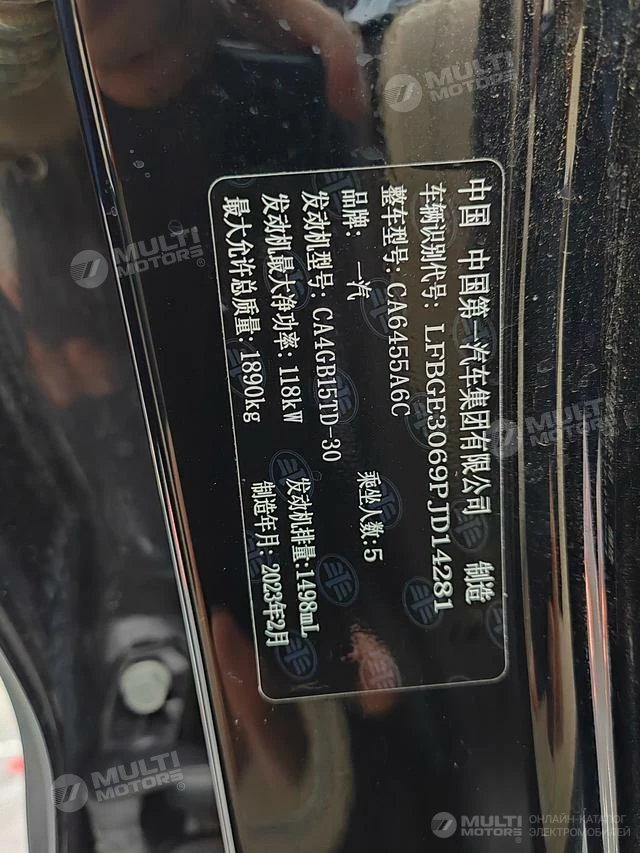 中国 中国第一汽车集团有限公司 制造
车辆识别代号: LFBGE3069PJD14281
整车型号: CA6455A6C
品牌: 一汽 乘坐人数:5
发动机型号: CA4GB15TD-30
发动机最大净功率: 118kW 发动机排量:1498mL
最大允许总质量: 1890kg 制造年月: 2023年2月
MULTI MOTORS
MULTI MOTORS
MULTI MOTORS
MULTI MOTORS
MULTI MOTORS ОНЛАЙН-КАТАЛОГ ЭЛЕКТРОМОБИЛЕЙ